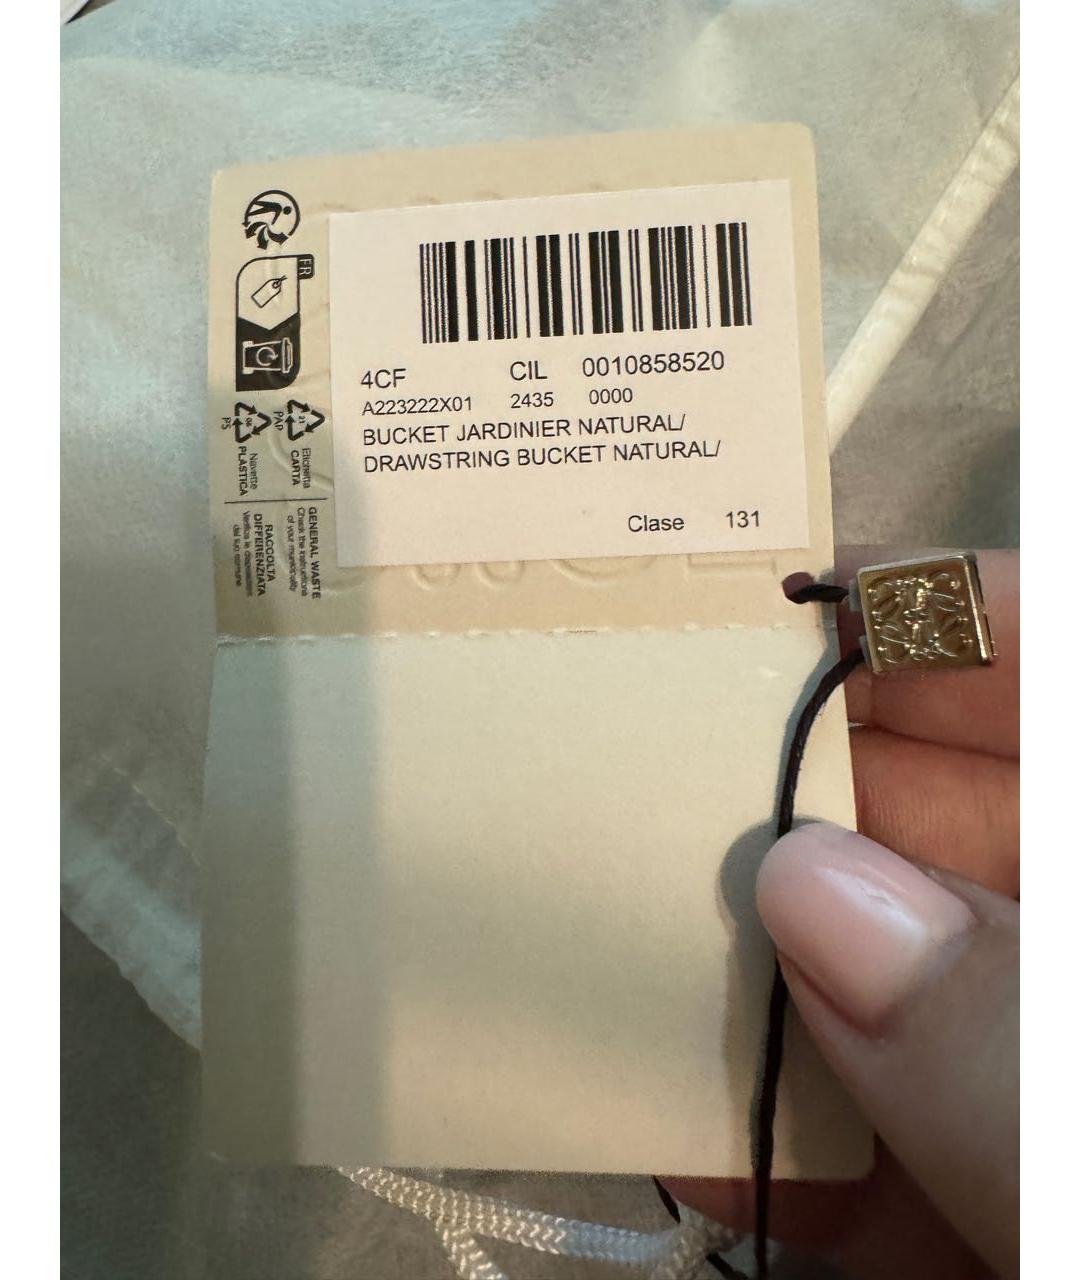 4CF CIL 0010858520
A223222X01 2435 0000
BUCKET JARDINIER NATURAL/
DRAWSTRING BUCKET NATURAL/
Clase 131
FR
21
PAP
Etichetta
CARTA
06
PS
Navette
PLASTICA
GENERAL WASTE
Check the instructions
of your municipality
RACCOLTA
DIFFERENZIATA
Verifica le disposizioni
del tuo comune